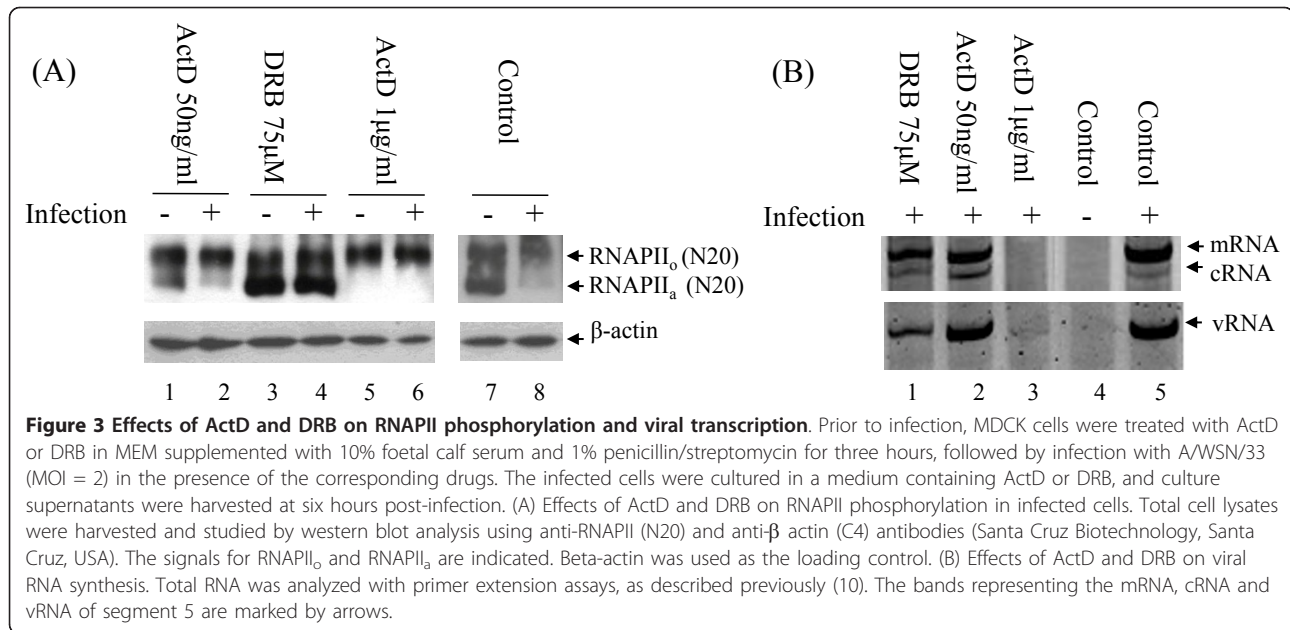 (A)
ActD 50ng/ml
DRB 75μM
ActD 1μg/ml
Control
Infection - + - + - + - +
RNAPIIₒ (N20)
RNAPIIₐ (N20)
β-actin
1 2 3 4 5 6 7 8
(B)
DRB 75μM
ActD 50ng/ml
ActD 1μg/ml
Control
Control
Infection + + + - +
mRNA
cRNA
vRNA
1 2 3 4 5
Figure 3 Effects of ActD and DRB on RNAPII phosphorylation and viral transcription. Prior to infection, MDCK cells were treated with ActD
or DRB in MEM supplemented with 10% foetal calf serum and 1% penicillin/streptomycin for three hours, followed by infection with A/WSN/33
(MOI = 2) in the presence of the corresponding drugs. The infected cells were cultured in a medium containing ActD or DRB, and culture
supernatants were harvested at six hours post-infection. (A) Effects of ActD and DRB on RNAPII phosphorylation in infected cells. Total cell lysates
were harvested and studied by western blot analysis using anti-RNAPII (N20) and anti-β actin (C4) antibodies (Santa Cruz Biotechnology, Santa
Cruz, USA). The signals for RNAPIIₒ and RNAPIIₐ are indicated. Beta-actin was used as the loading control. (B) Effects of ActD and DRB on viral
RNA synthesis. Total RNA was analyzed with primer extension assays, as described previously (10). The bands representing the mRNA, cRNA and
vRNA of segment 5 are marked by arrows.